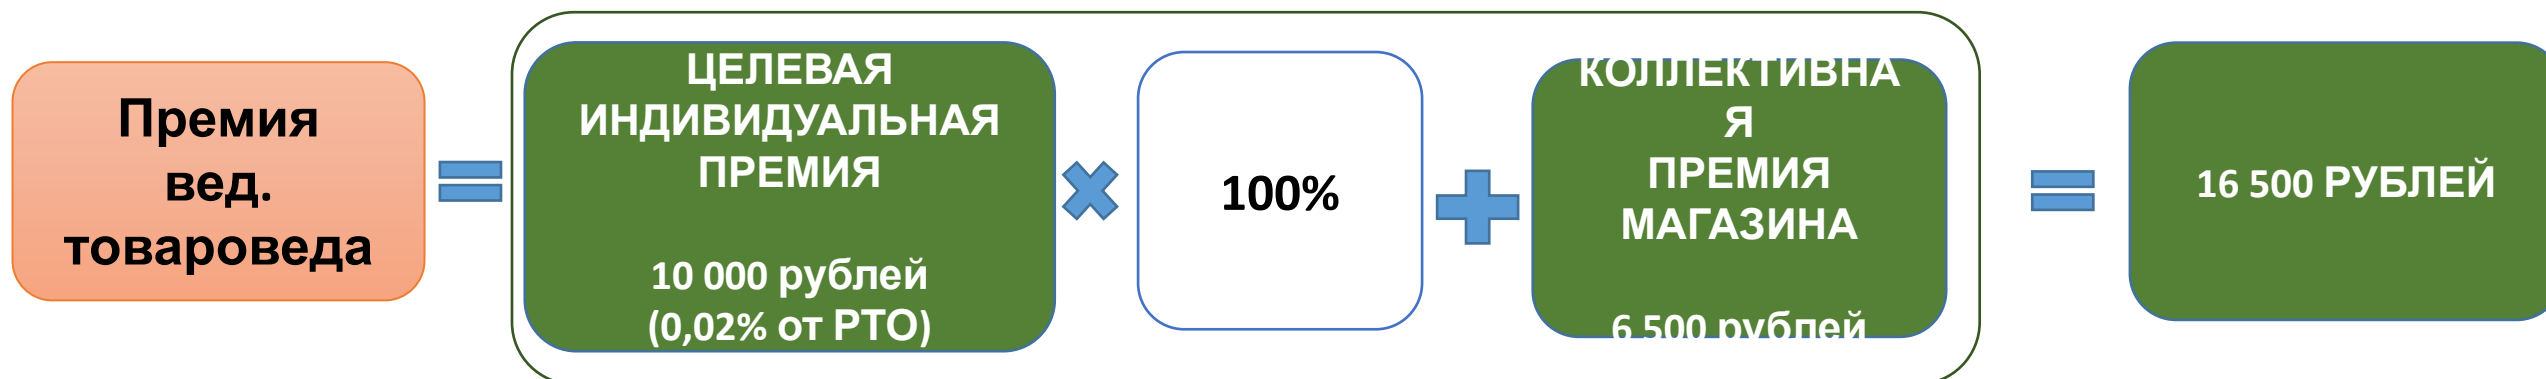 Премия
вед.
товароведа
ЦЕЛЕВАЯ
ИНДИВИДУАЛЬНАЯ
ПРЕМИЯ
10 000 рублей
(0,02% от РТО)
100%
КОЛЛЕКТИВНА
Я
ПРЕМИЯ
МАГАЗИНА
6 500 рублей
16 500 РУБЛЕЙ